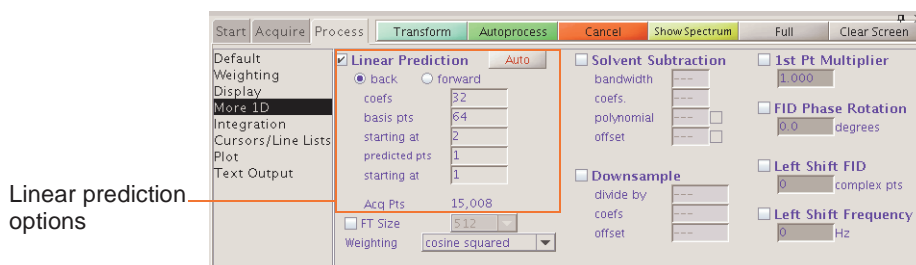 Start Acquire Process Transform Autoprocess Cancel Show Spectrum Full Clear Screen
Default
Weighting
Display
More 1D
Integration
Cursors/Line Lists
Plot
Text Output
Linear Prediction Auto
back forward
coefs 32
basis pts 64
starting at 2
predicted pts 1
starting at 1
Acq Pts 15,008
FT Size 512
Weighting cosine squared
Solvent Subtraction
bandwidth ---
coefs. ---
polynomial ---
offset ---
Downsample
divide by ---
coefs ---
offset ---
1st Pt Multiplier
1.000
FID Phase Rotation
0.0 degrees
Left Shift FID
0 complex pts
Left Shift Frequency
0 Hz
Linear prediction
options